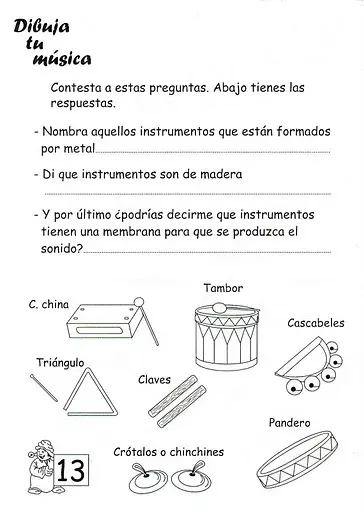 Dibuja
tu
música
Contesta a estas preguntas. Abajo tienes las
respuestas.
- Nombra aquellos instrumentos que están formados
por metal
- Di que instrumentos son de madera
- Y por último ¿podrías decirme que instrumentos
tienen una membrana para que se produzca el
sonido?
Tambor
C. china
Cascabeles
Triángulo
Claves
Pandero
Crótalos o chinchines
13